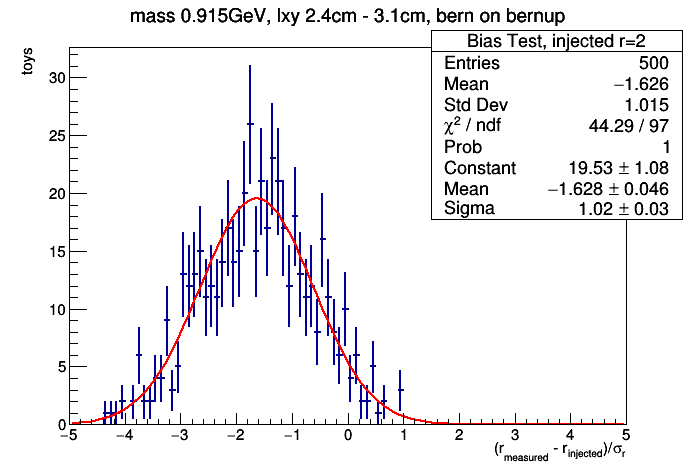 mass 0.915GeV, lxy 2.4cm - 3.1cm, bern on bernup
Bias Test, injected r=2
Entries 500
Mean −1.626
Std Dev 1.015
χ² / ndf 44.29 / 97
Prob 1
Constant 19.53 ± 1.08
Mean −1.628 ± 0.046
Sigma 1.02 ± 0.03
toys
30
25
20
15
10
5
0
−5 −4 −3 −2 −1 0 1 2 3 4 5
(r_measured - r_injected)/σ_r